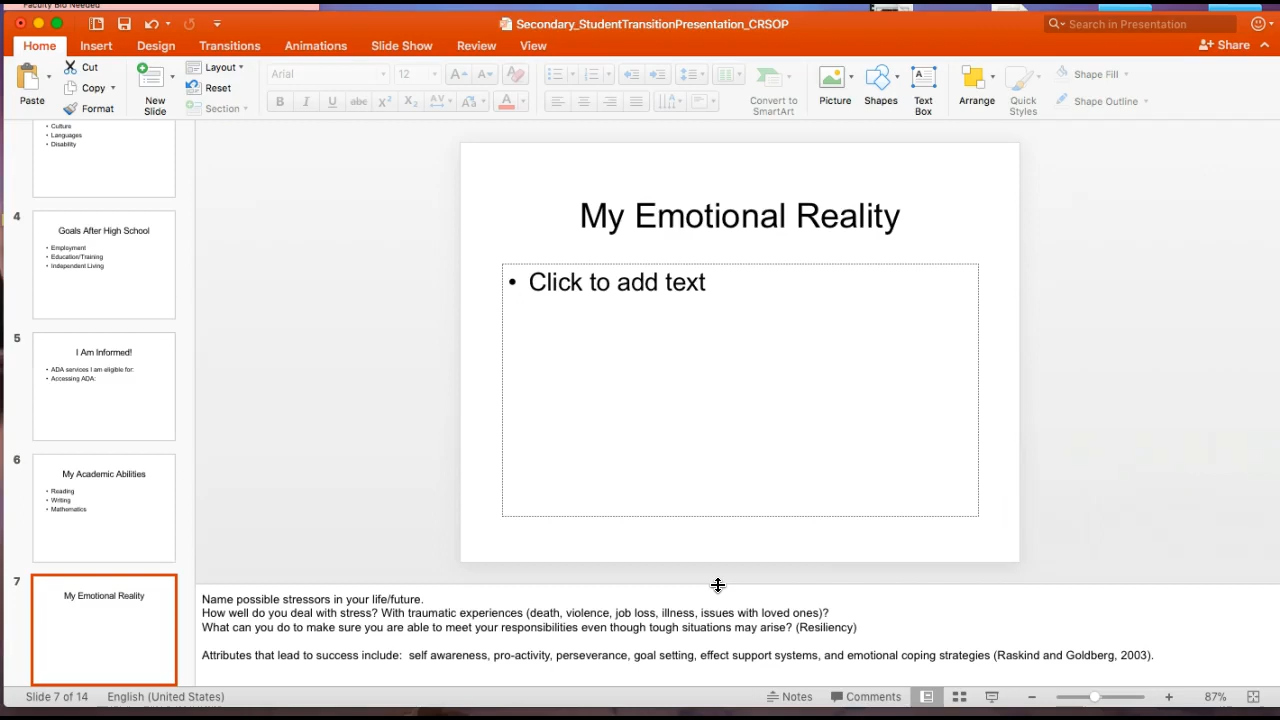 Faculty Bio Needed
Secondary_StudentTransitionPresentation_CRSOP
Search in Presentation
Home Insert Design Transitions Animations Slide Show Review View
Share
Paste
Cut
Copy
Format
New Slide
Layout
Reset
Section
Arial
12
B I U abc X² X₂ AV Aa A
Convert to SmartArt
Picture
Shapes
Text Box
Arrange
Quick Styles
Shape Fill
Shape Outline
• Culture
• Languages
• Disability
4
Goals After High School
• Employment
• Education/Training
• Independent Living
5
I Am Informed!
• ADA services I am eligible for:
• Accessing ADA:
6
My Academic Abilities
• Reading
• Writing
• Mathematics
7
My Emotional Reality
My Emotional Reality
• Click to add text
Name possible stressors in your life/future.
How well do you deal with stress? With traumatic experiences (death, violence, job loss, illness, issues with loved ones)?
What can you do to make sure you are able to meet your responsibilities even though tough situations may arise? (Resiliency)
Attributes that lead to success include: self awareness, pro-activity, perseverance, goal setting, effect support systems, and emotional coping strategies (Raskind and Goldberg, 2003).
Slide 7 of 14 English (United States)
Notes Comments 87%